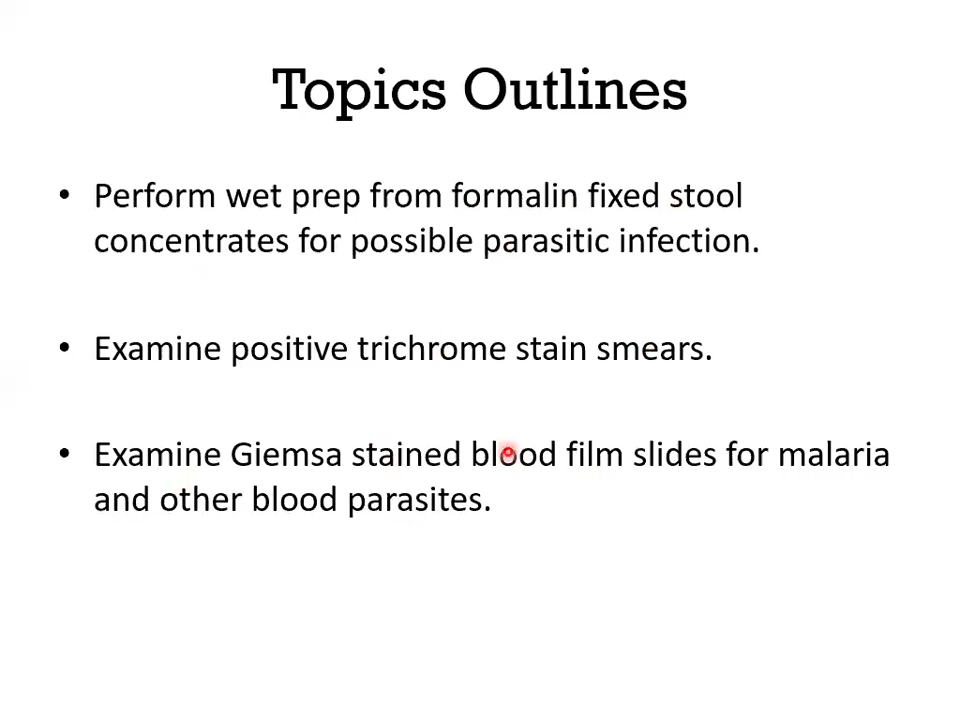 Topics Outlines
• Perform wet prep from formalin fixed stool
concentrates for possible parasitic infection.
• Examine positive trichrome stain smears.
• Examine Giemsa stained blood film slides for malaria
and other blood parasites.